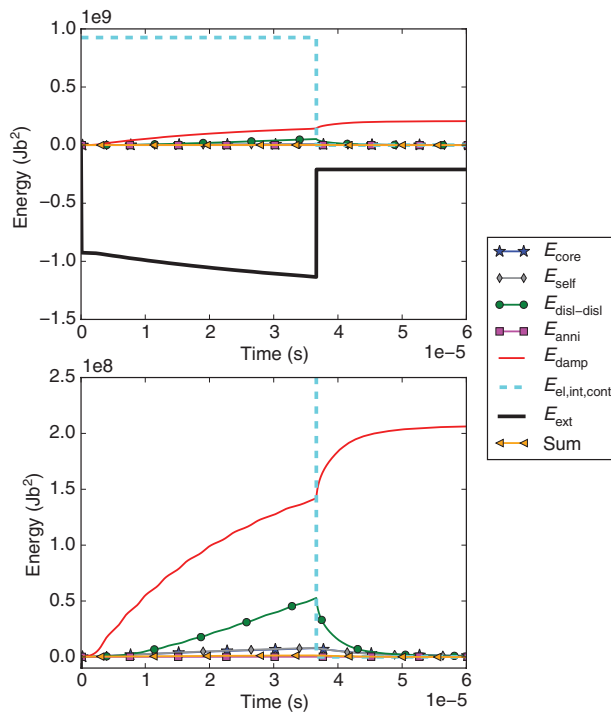 1e9
1.0
0.5
0.0
−0.5
−1.0
−1.5
Energy (Jb²)
0 1 2 3 4 5 6
Time (s)
1e−5
E_core
E_self
E_disl−disl
E_anni
E_damp
E_el,int,cont
E_ext
Sum
1e8
2.5
2.0
1.5
1.0
0.5
0.0
Energy (Jb²)
0 1 2 3 4 5 6
Time (s)
1e−5